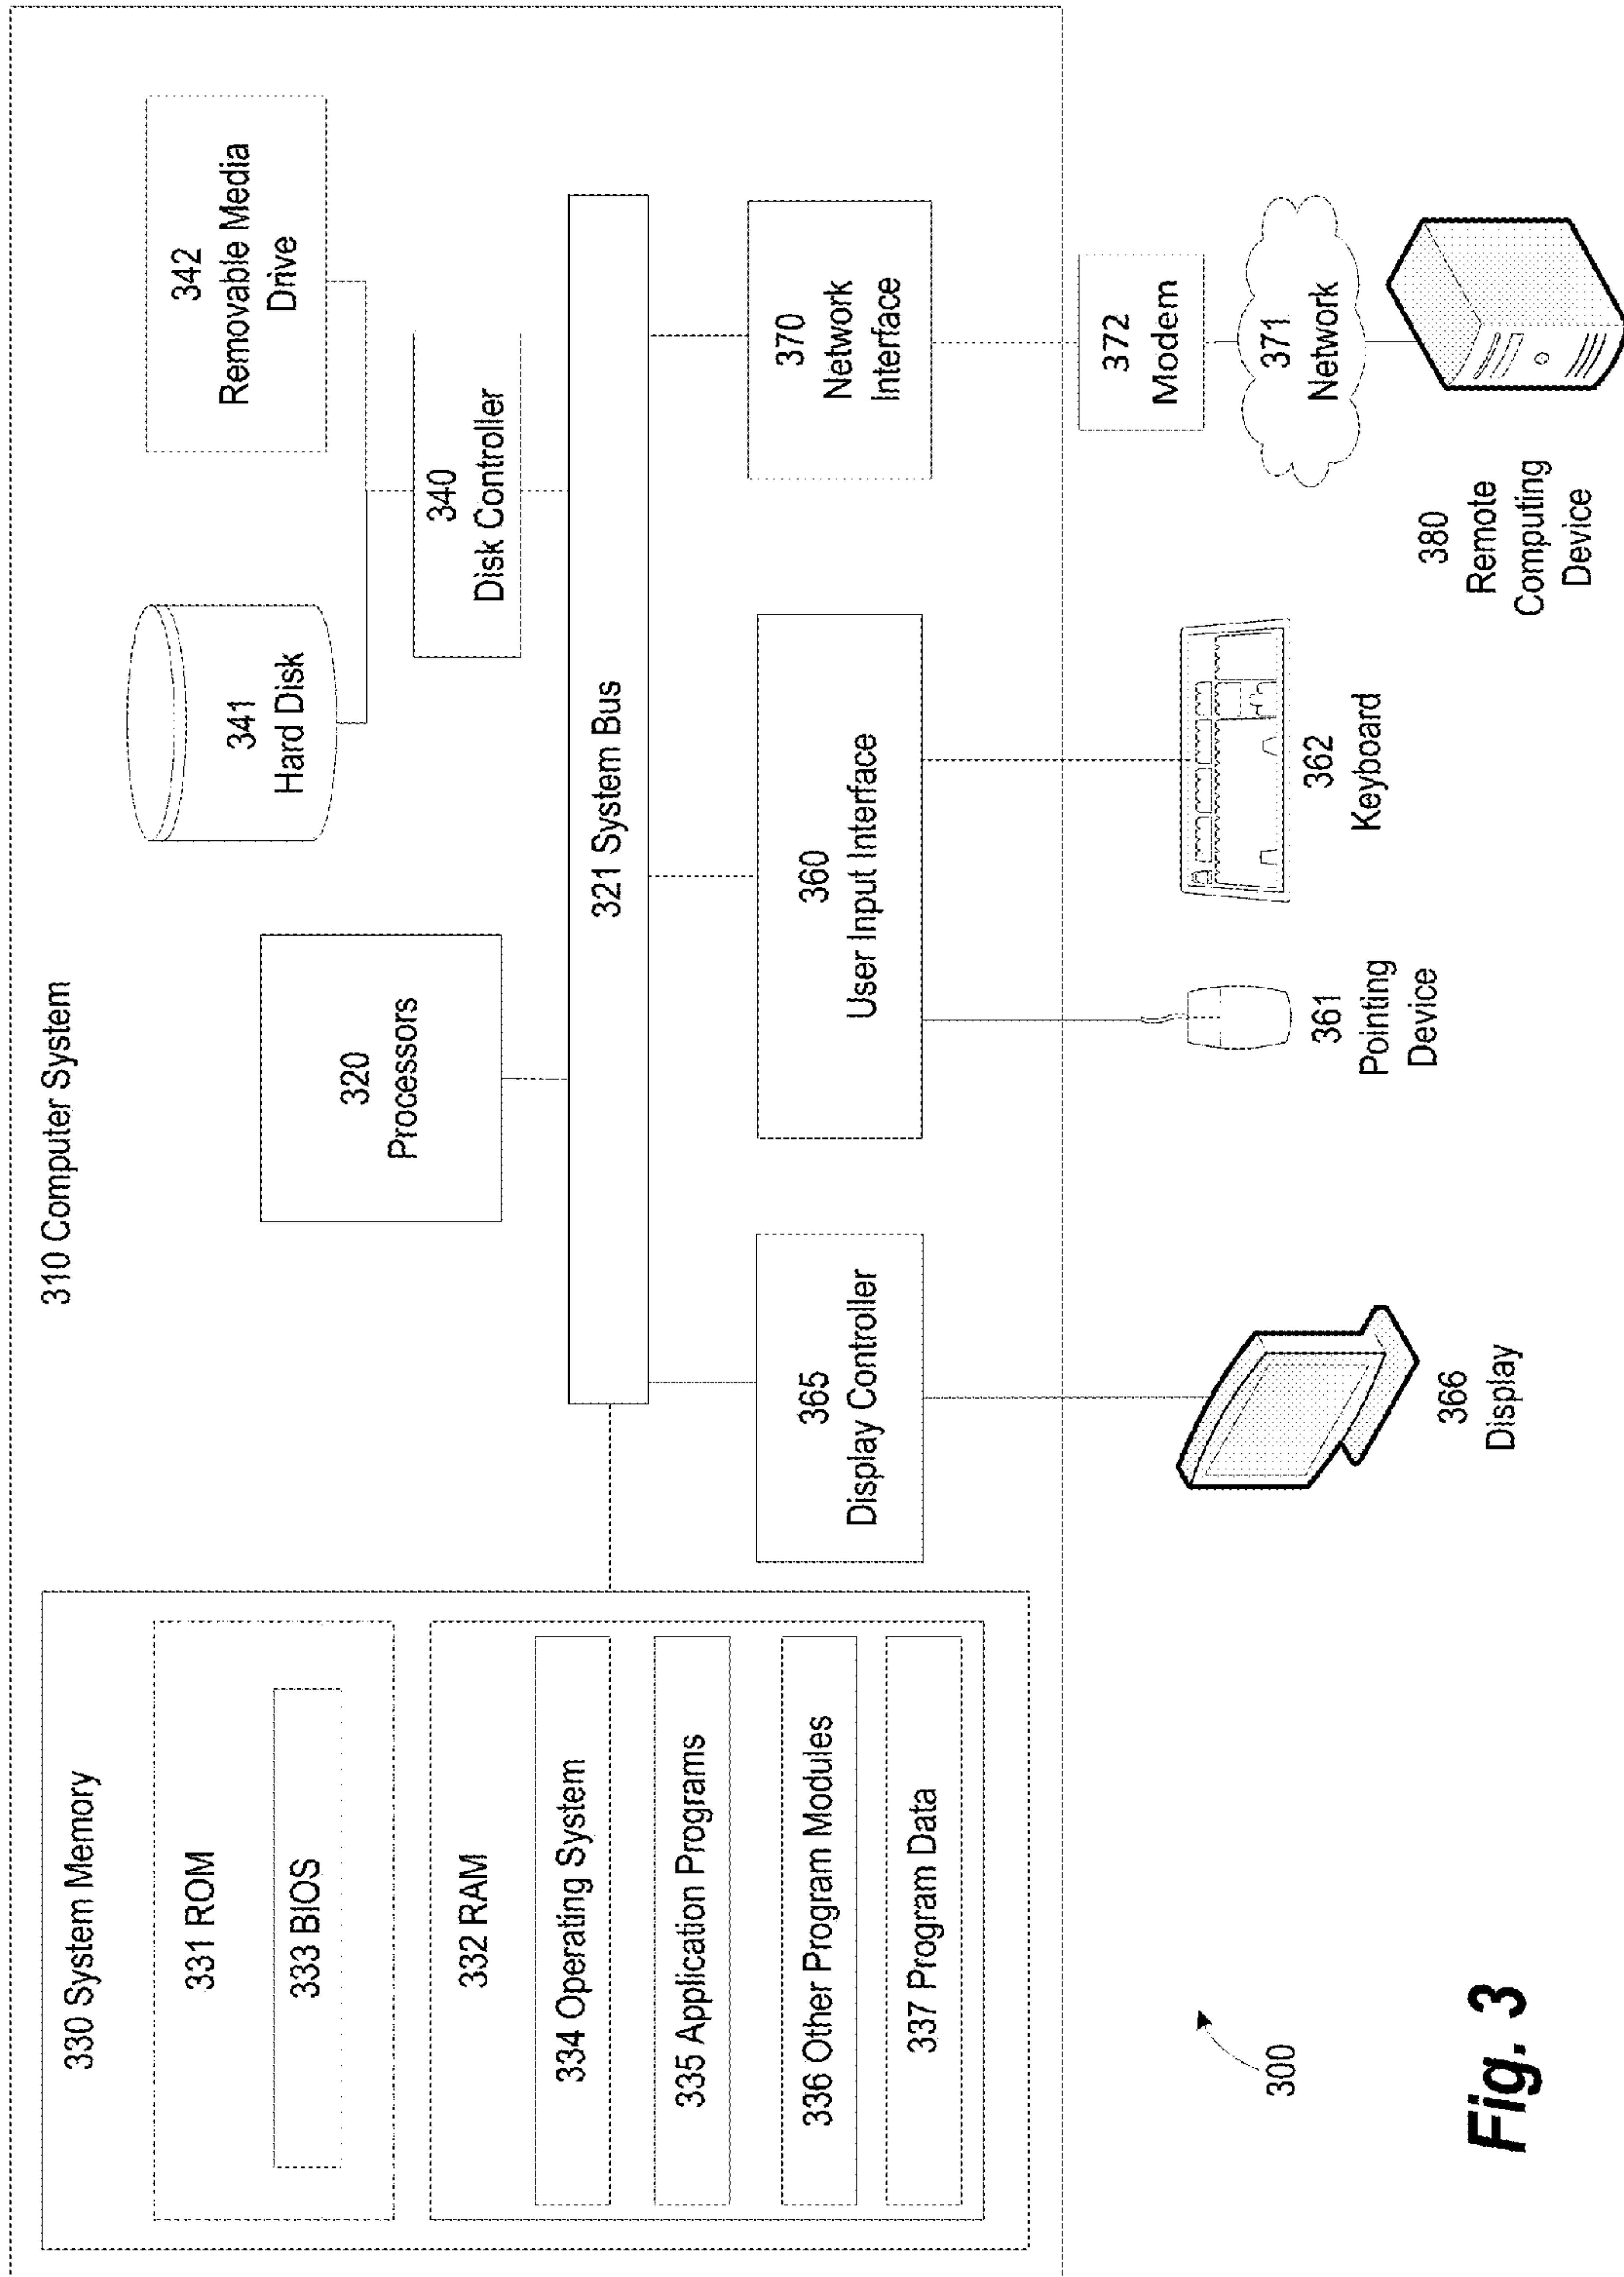 310 Computer System
330 System Memory
331 ROM
333 BIOS
332 RAM
334 Operating System
335 Application Programs
336 Other Program Modules
337 Program Data
320
Processors
341
Hard Disk
342
Removable Media
Drive
340
Disk Controller
321 System Bus
365
Display Controller
360
User Input Interface
370
Network
Interface
372
Modem
371
Network
366
Display
361
Pointing
Device
362
Keyboard
380
Remote
Computing
Device
300
Fig. 3